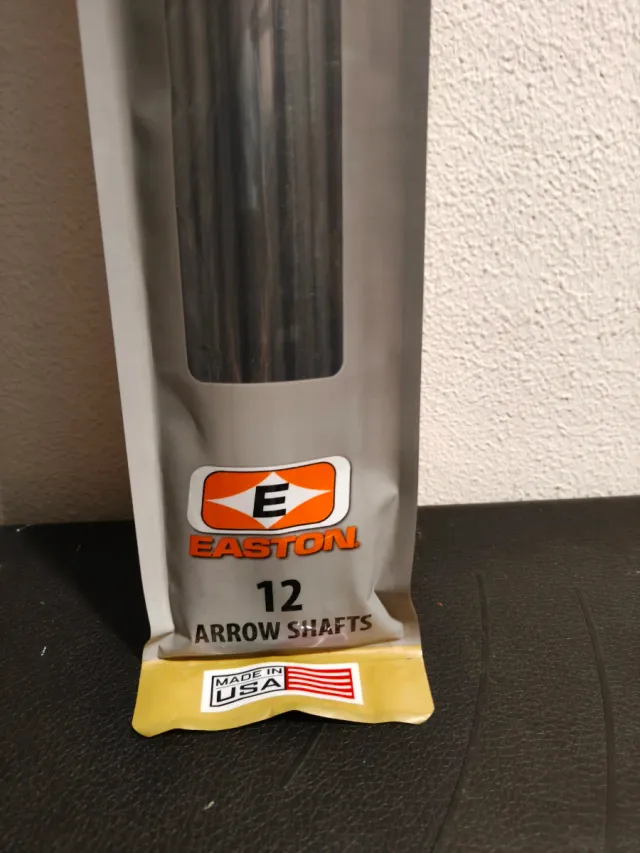 E
EASTON
12
ARROW SHAFTS
MADE IN
USA